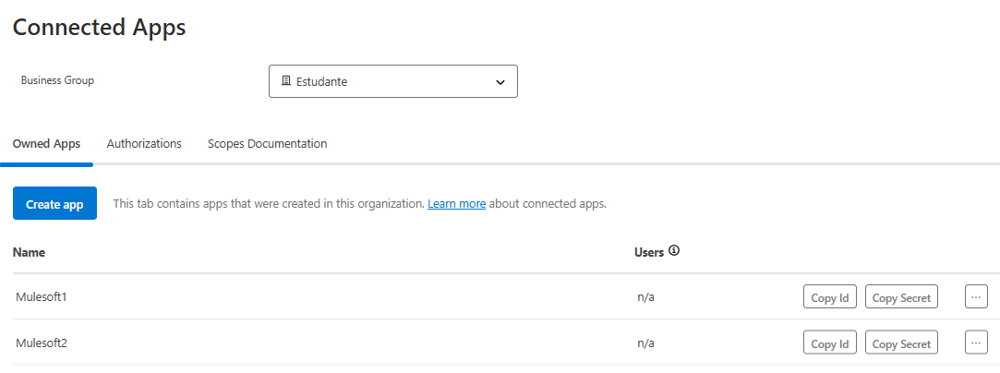 Connected Apps
Business Group
Estudante
Owned Apps Authorizations Scopes Documentation
Create app This tab contains apps that were created in this organization. Learn more about connected apps.
Name Users
Mulesoft1 n/a Copy Id Copy Secret ...
Mulesoft2 n/a Copy Id Copy Secret ...